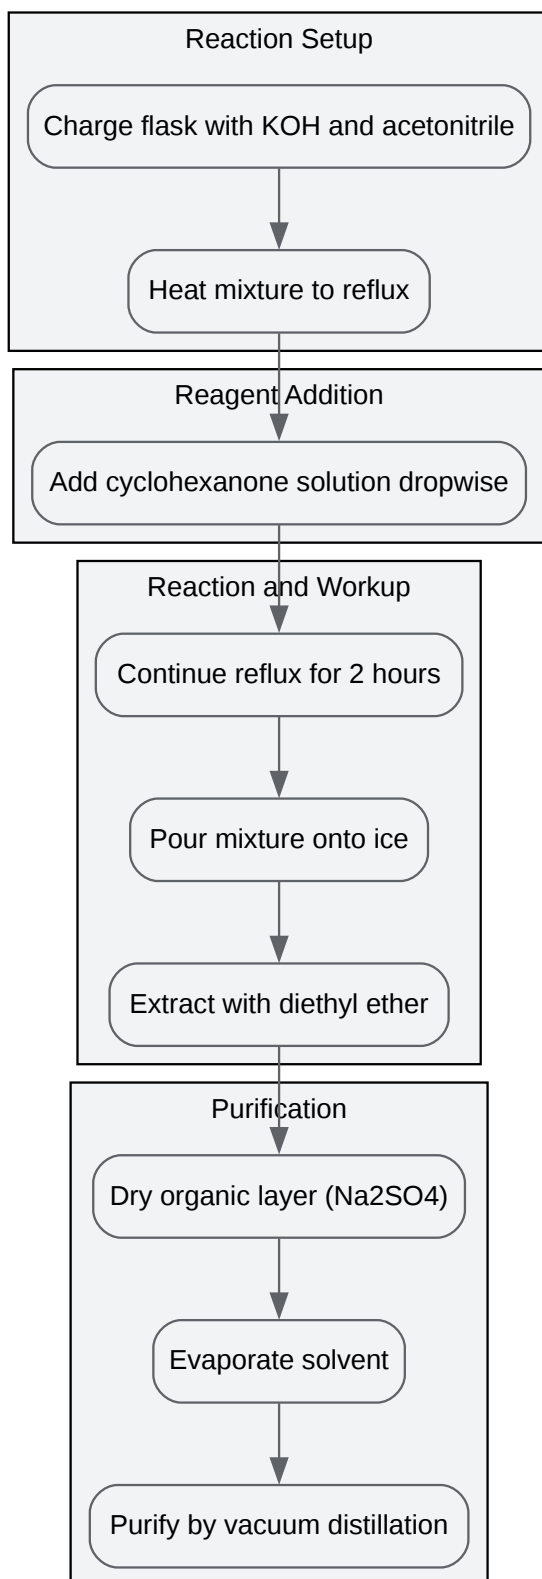 Reaction Setup
Charge flask with KOH and acetonitrile
Heat mixture to reflux
Reagent Addition
Add cyclohexanone solution dropwise
Reaction and Workup
Continue reflux for 2 hours
Pour mixture onto ice
Extract with diethyl ether
Purification
Dry organic layer (Na2SO4)
Evaporate solvent
Purify by vacuum distillation